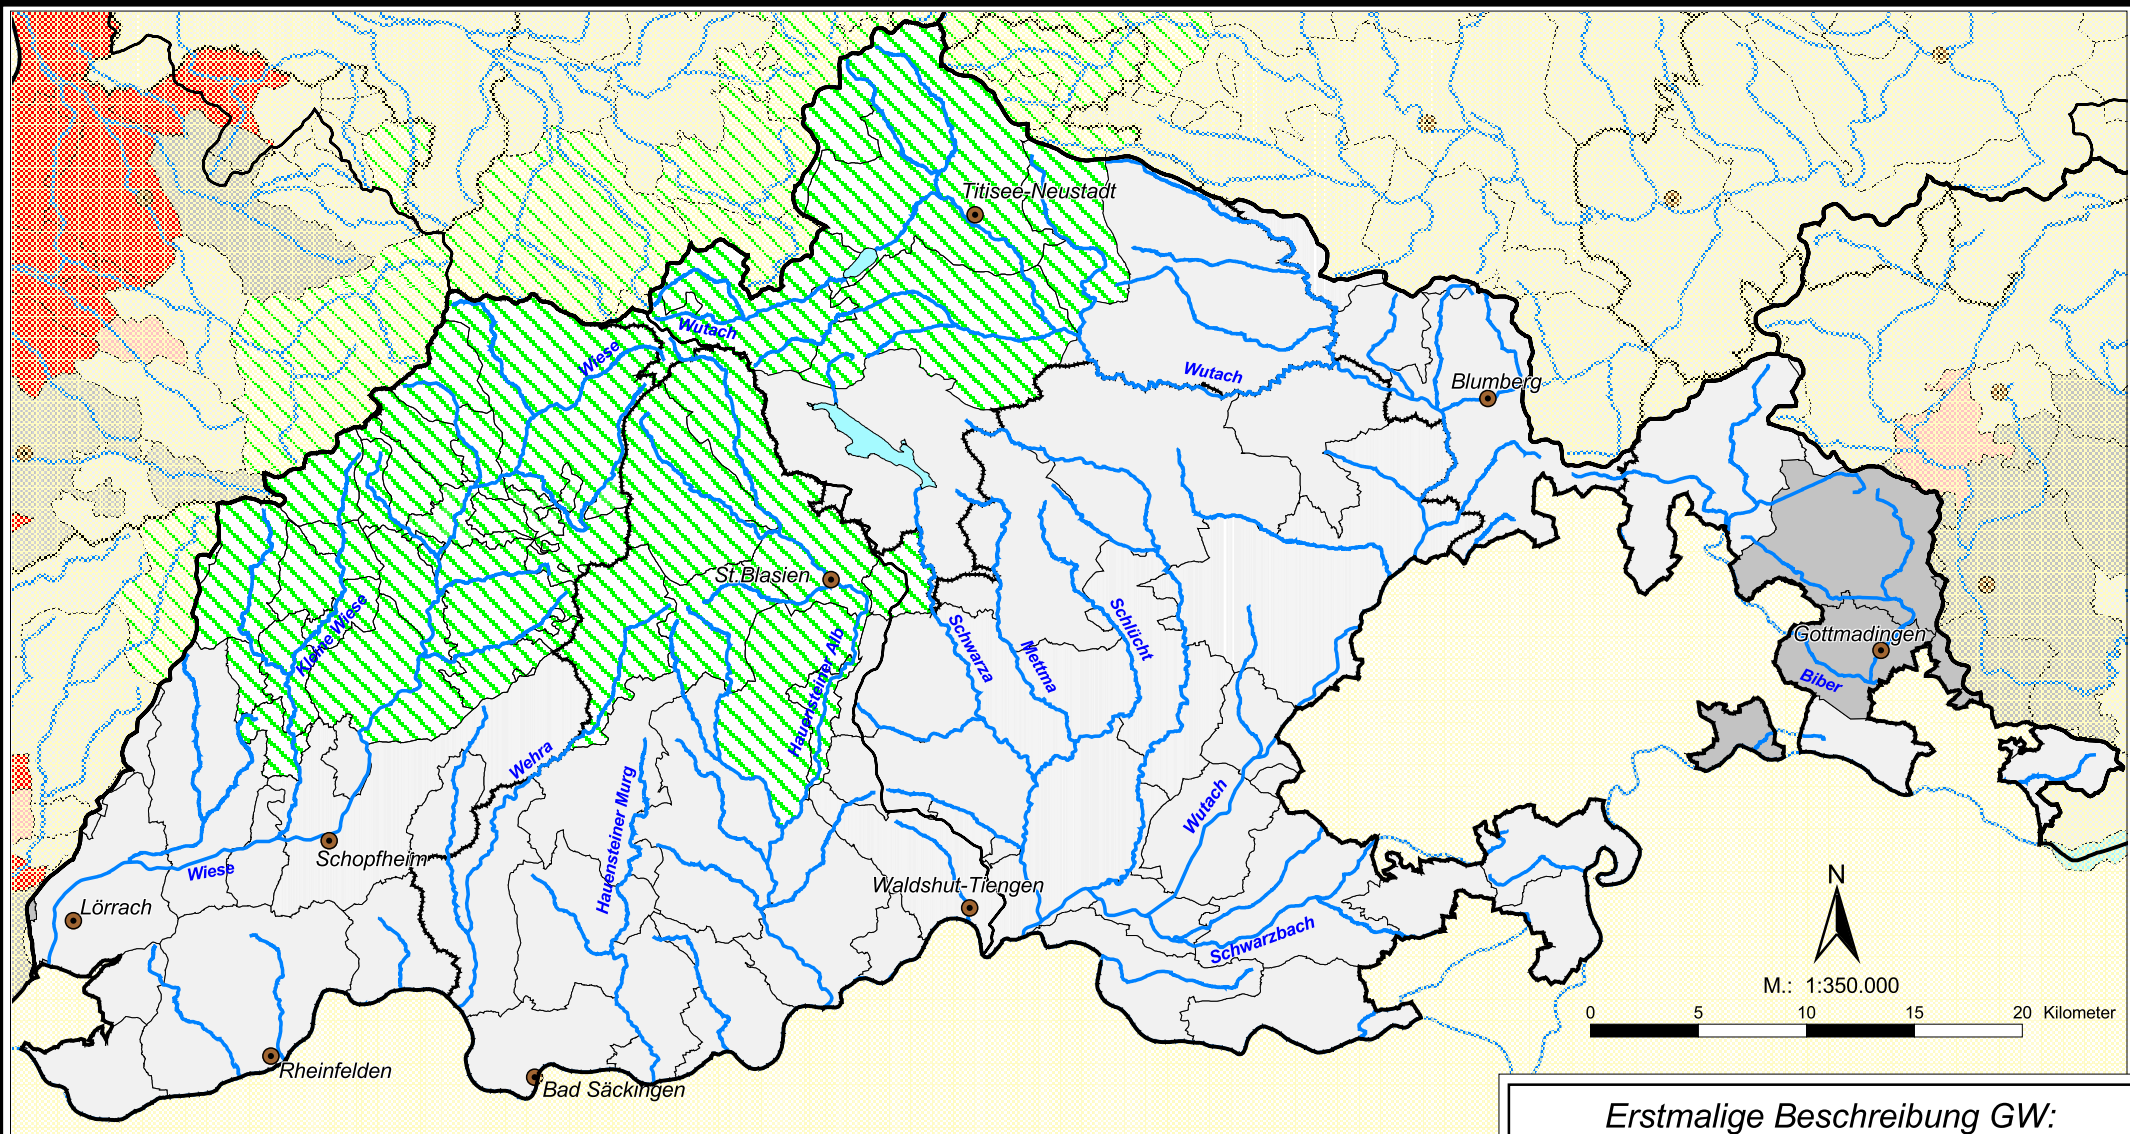 Titisee-Neustadt
Wutach
Wiese
Wutach
Blumberg
St.Blasien
Kleine Wiese
Hauensteiner Alb
Schwarza
Mettma
Schlücht
Gottmadingen
Biber
Wehra
Hauensteiner Murg
Wutach
Schopfheim
Wiese
Waldshut-Tiengen
Lörrach
Schwarzbach
N
M.: 1:350.000
0 5 10 15 20 Kilometer
Rheinfelden
Bad Säckingen
Erstmalige Beschreibung GW: